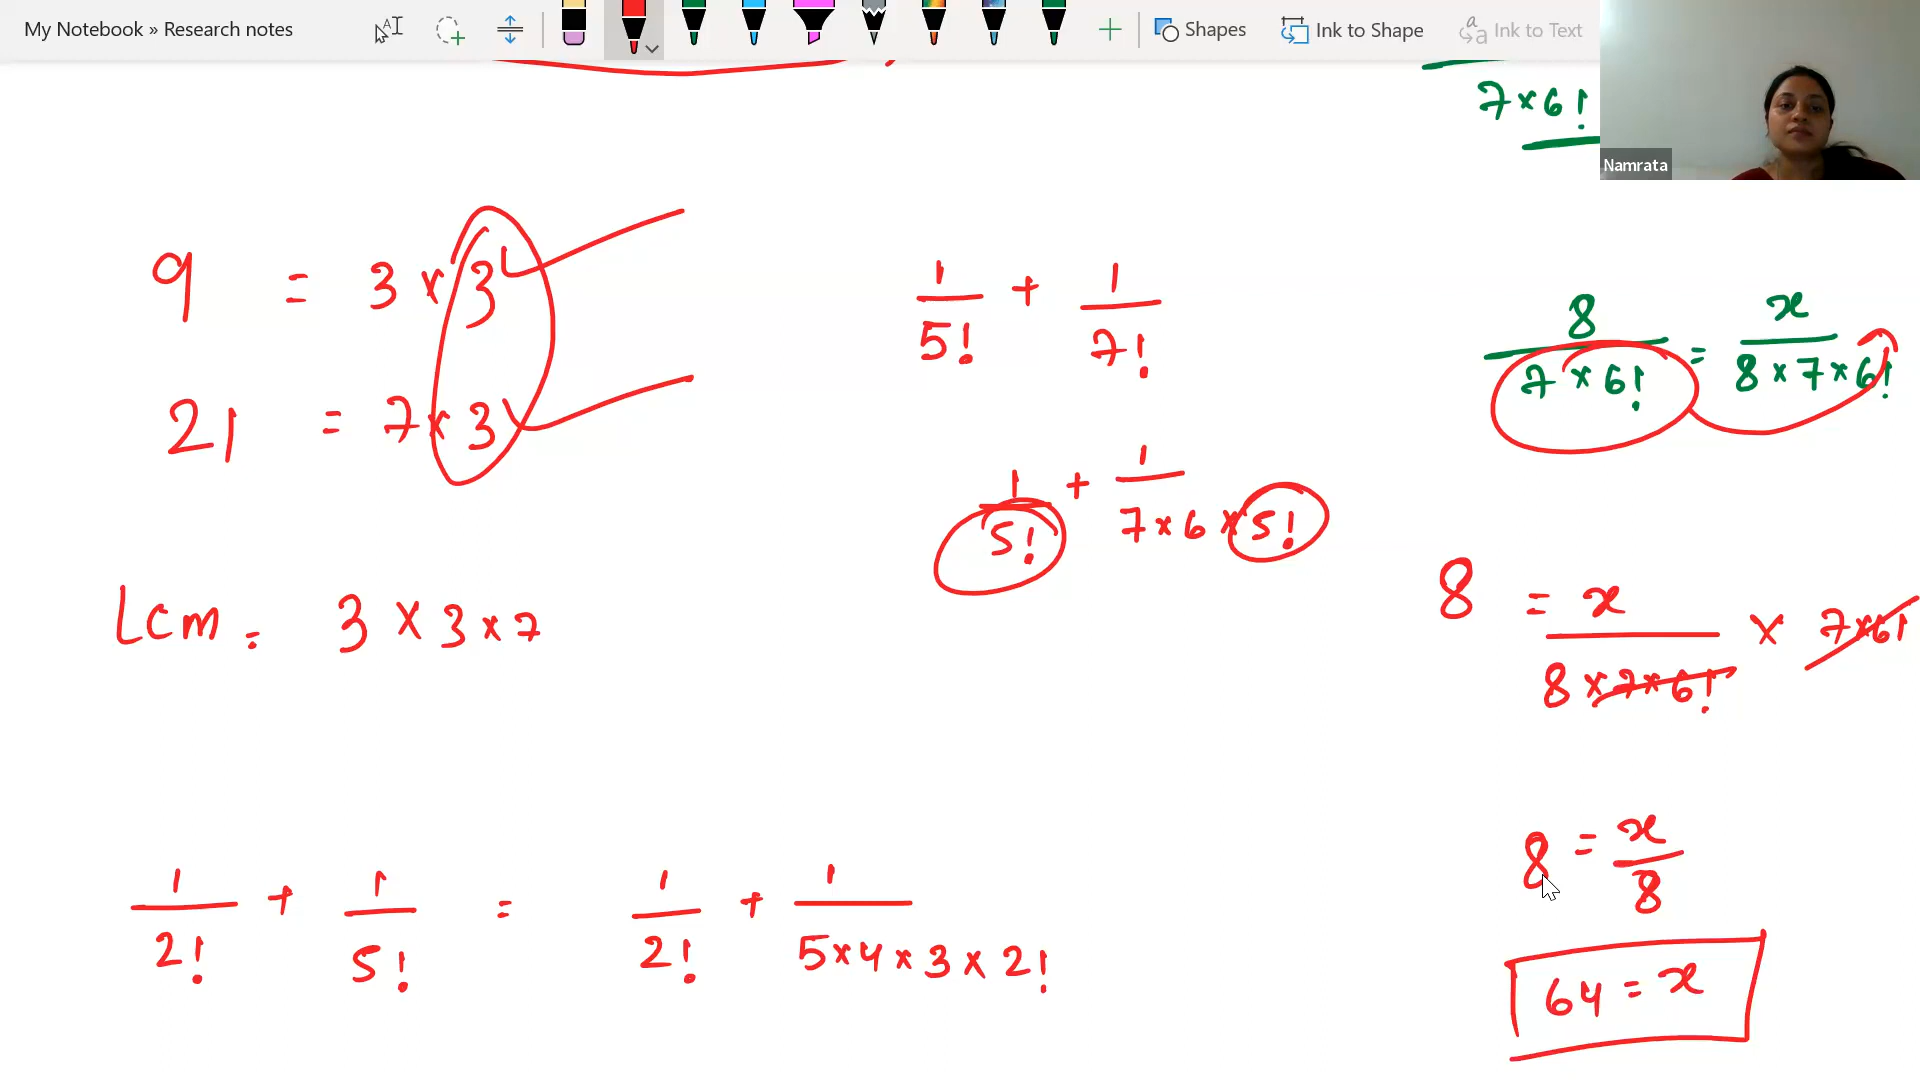 My Notebook » Research notes
Shapes
Ink to Shape
Ink to Text
Namrata
7 × 6!
9 = 3 × 3
21 = 7 × 3
Lcm = 3 × 3 × 7
1/2! + 1/5! = 1/2! + 1/(5×4×3×2!)
1/5! + 1/7!
1/5! + 1/(7×6×5!)
8/(7×6!) = x/(8×7×6!)
8 = x/(8×7×6!) × 7×6!
8 = x/8
64 = x